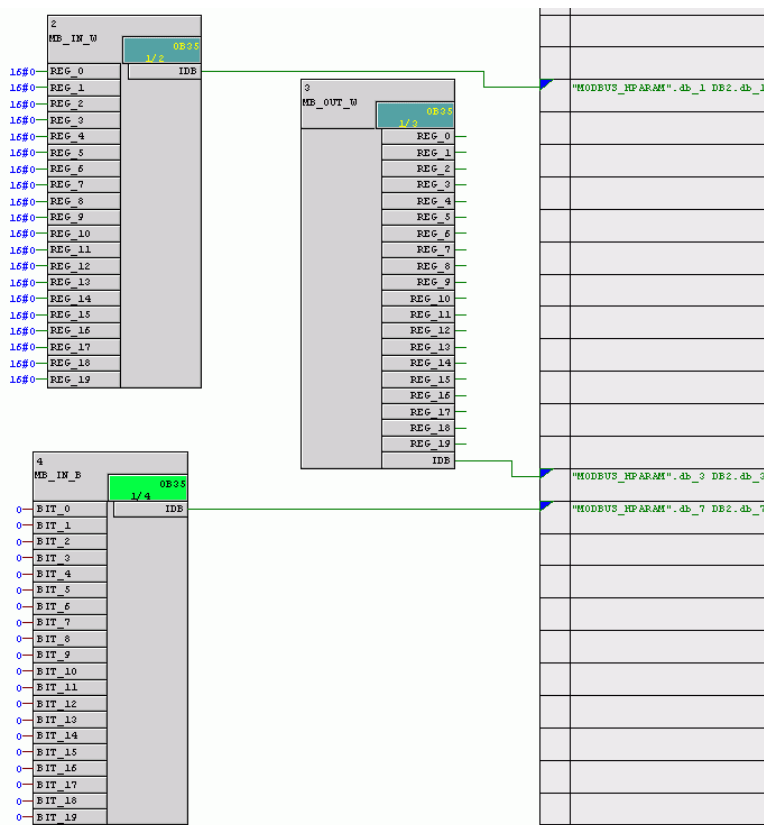 2
MB_IN_W
OB35
1/2
IDB
16#0 REG_0
16#0 REG_1
16#0 REG_2
16#0 REG_3
16#0 REG_4
16#0 REG_5
16#0 REG_6
16#0 REG_7
16#0 REG_8
16#0 REG_9
16#0 REG_10
16#0 REG_11
16#0 REG_12
16#0 REG_13
16#0 REG_14
16#0 REG_15
16#0 REG_16
16#0 REG_17
16#0 REG_18
16#0 REG_19
3
MB_OUT_W
OB35
1/3
REG_0
REG_1
REG_2
REG_3
REG_4
REG_5
REG_6
REG_7
REG_8
REG_9
REG_10
REG_11
REG_12
REG_13
REG_14
REG_15
REG_16
REG_17
REG_18
REG_19
IDB
4
MB_IN_B
OB35
1/4
IDB
0 BIT_0
0 BIT_1
0 BIT_2
0 BIT_3
0 BIT_4
0 BIT_5
0 BIT_6
0 BIT_7
0 BIT_8
0 BIT_9
0 BIT_10
0 BIT_11
0 BIT_12
0 BIT_13
0 BIT_14
0 BIT_15
0 BIT_16
0 BIT_17
0 BIT_18
0 BIT_19
"MODBUS_HPARAM".db_1 DB2.db_1
"MODBUS_HPARAM".db_3 DB2.db_3
"MODBUS_HPARAM".db_7 DB2.db_7